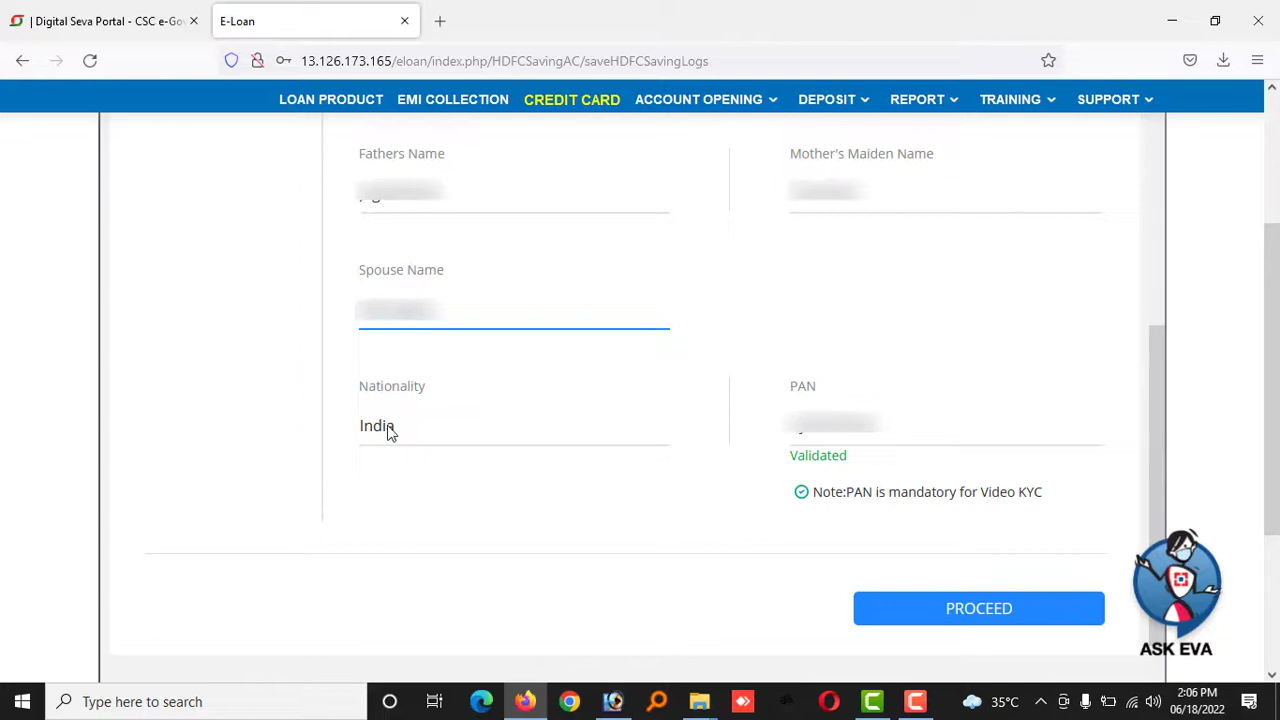 | Digital Seva Portal - CSC e-Gov
E-Loan
13.126.173.165/eloan/index.php/HDFCSavingAC/saveHDFCSavingLogs
LOAN PRODUCT EMI COLLECTION CREDIT CARD ACCOUNT OPENING DEPOSIT REPORT TRAINING SUPPORT
Fathers Name Mother's Maiden Name
Spouse Name
Nationality PAN
India
Validated
Note:PAN is mandatory for Video KYC
PROCEED
ASK EVA
Type here to search
35°C
2:06 PM
06/18/2022